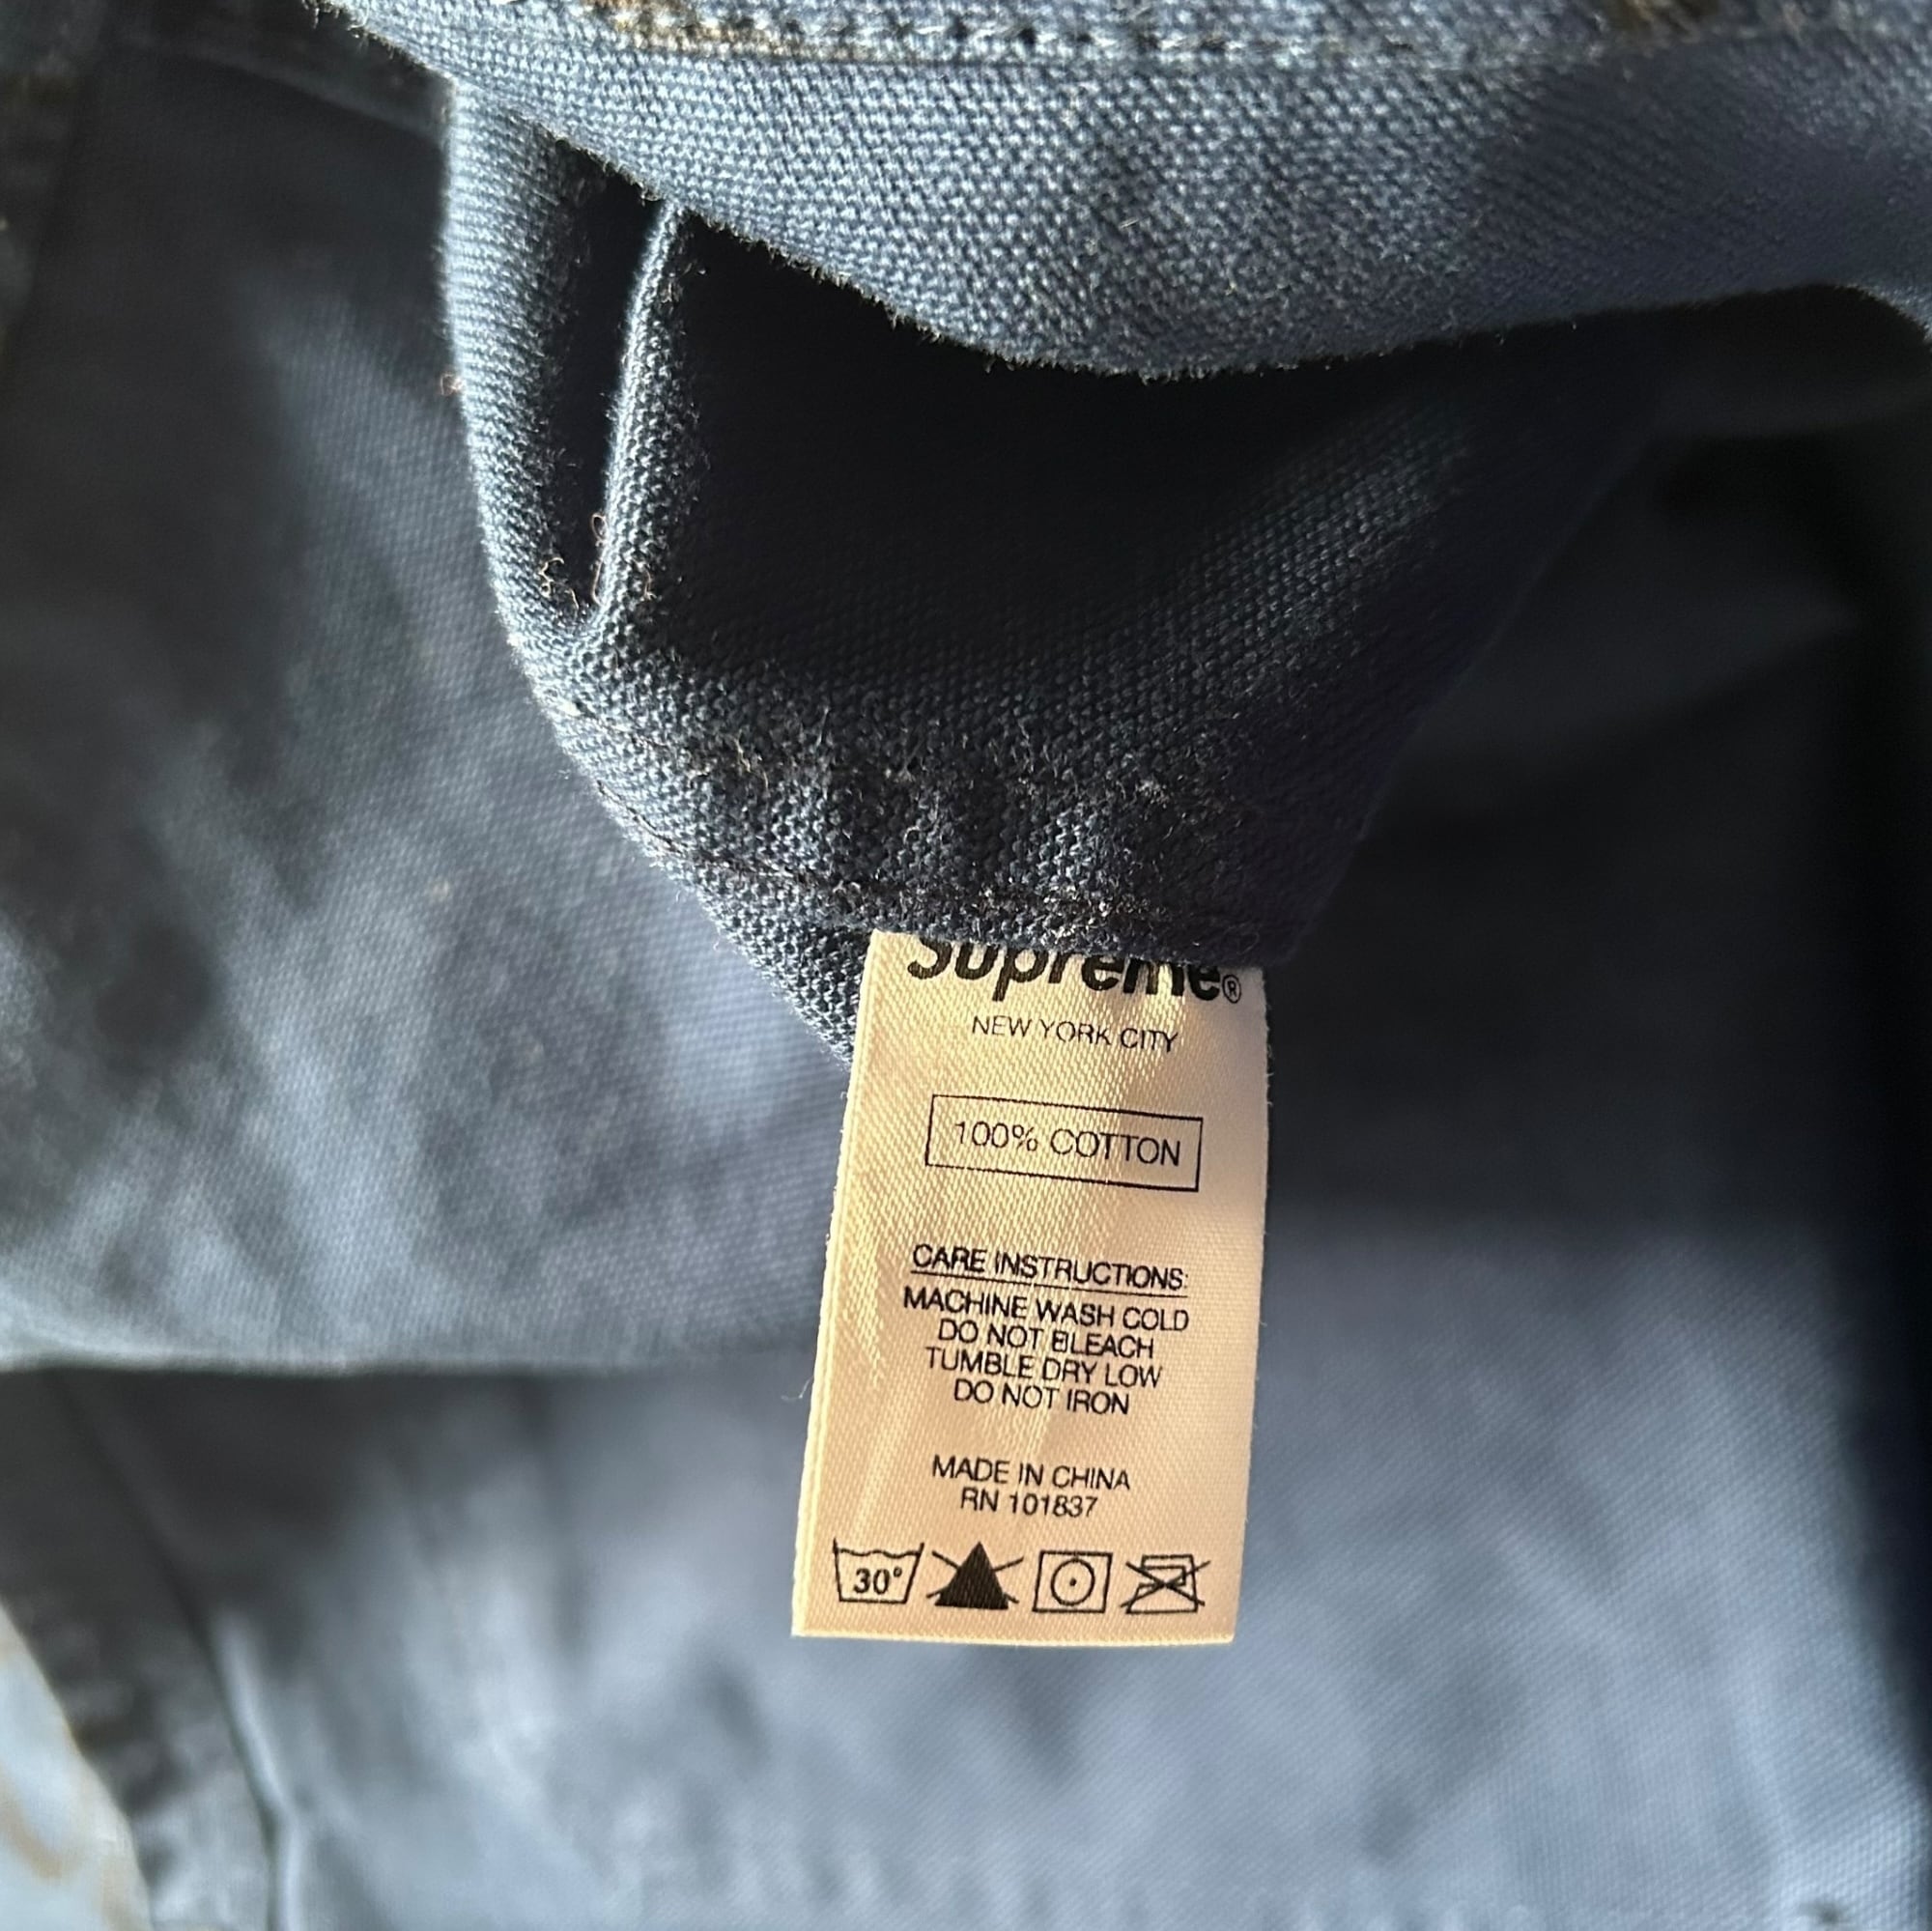 Supreme®
NEW YORK CITY
100% COTTON
CARE INSTRUCTIONS:
MACHINE WASH COLD
DO NOT BLEACH
TUMBLE DRY LOW
DO NOT IRON
MADE IN CHINA
RN 101837
30°